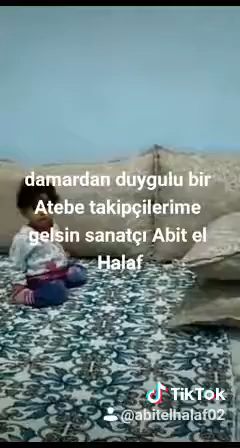 damardan duygulu bir
Atebe takipçilerime
gelsin sanatçı Abit el
Halaf
TikTok
@abitelhalaf02